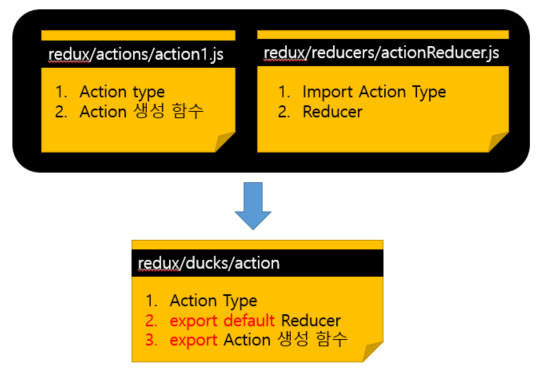 redux/actions/action1.js
1. Action type
2. Action 생성 함수
redux/reducers/actionReducer.js
1. Import Action Type
2. Reducer
redux/ducks/action
1. Action Type
2. export default Reducer
3. export Action 생성 함수